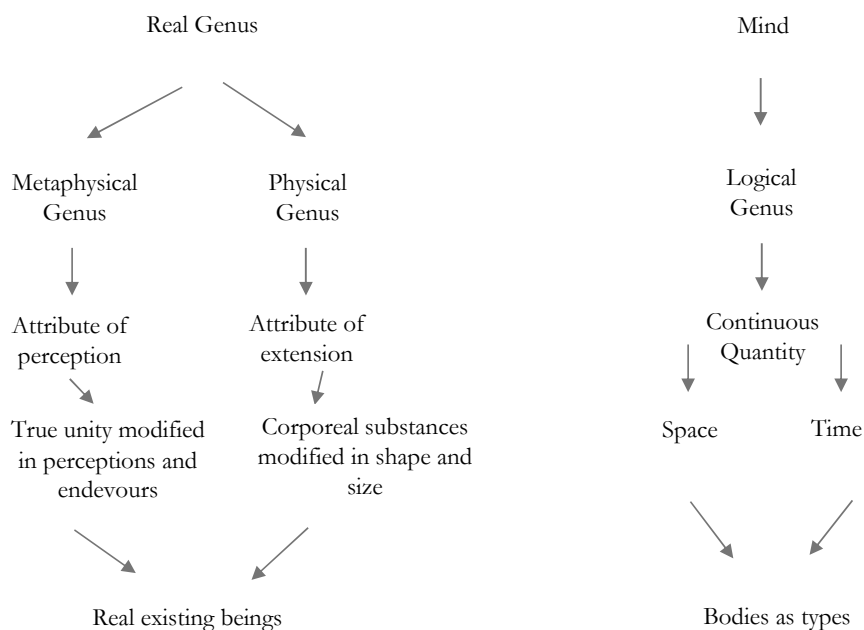 Real Genus
Mind
Metaphysical
Genus
Physical
Genus
Logical
Genus
Attribute of
perception
Attribute of
extension
Continuous
Quantity
True unity modified
in perceptions and
endevours
Corporeal substances
modified in shape and
size
Space
Time
Real existing beings
Bodies as types